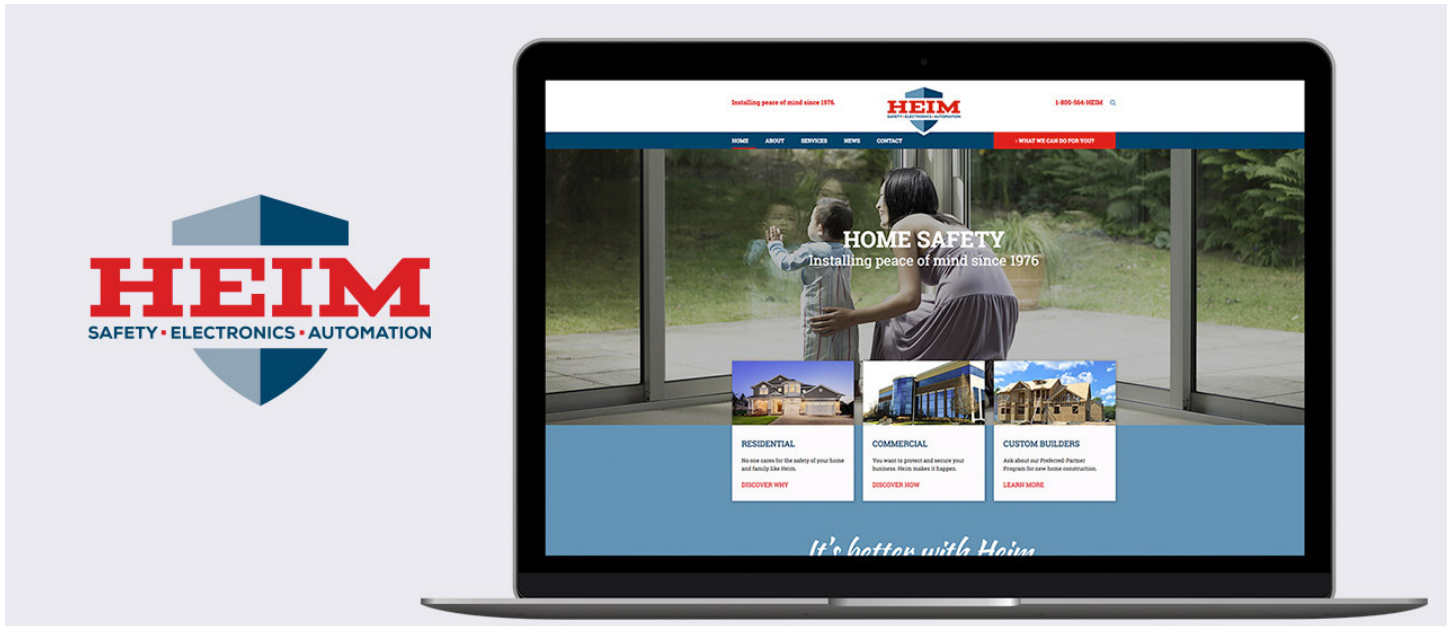 HEIM
SAFETY▪ELECTRONICS▪AUTOMATION
Installing peace of mind since 1976.
HEIM
SAFETY▪ELECTRONICS▪AUTOMATION
1-800-564-HEIM
HOME ABOUT SERVICES NEWS CONTACT
› WHAT WE CAN DO FOR YOU?
HOME SAFETY
Installing peace of mind since 1976
RESIDENTIAL
No one cares for the safety of your home
and family like Heim.
DISCOVER WHY
COMMERCIAL
You want to protect and secure your
business. Heim makes it happen.
DISCOVER HOW
CUSTOM BUILDERS
Ask about our Preferred-Partner
Program for new home construction.
LEARN MORE
It's better with Heim